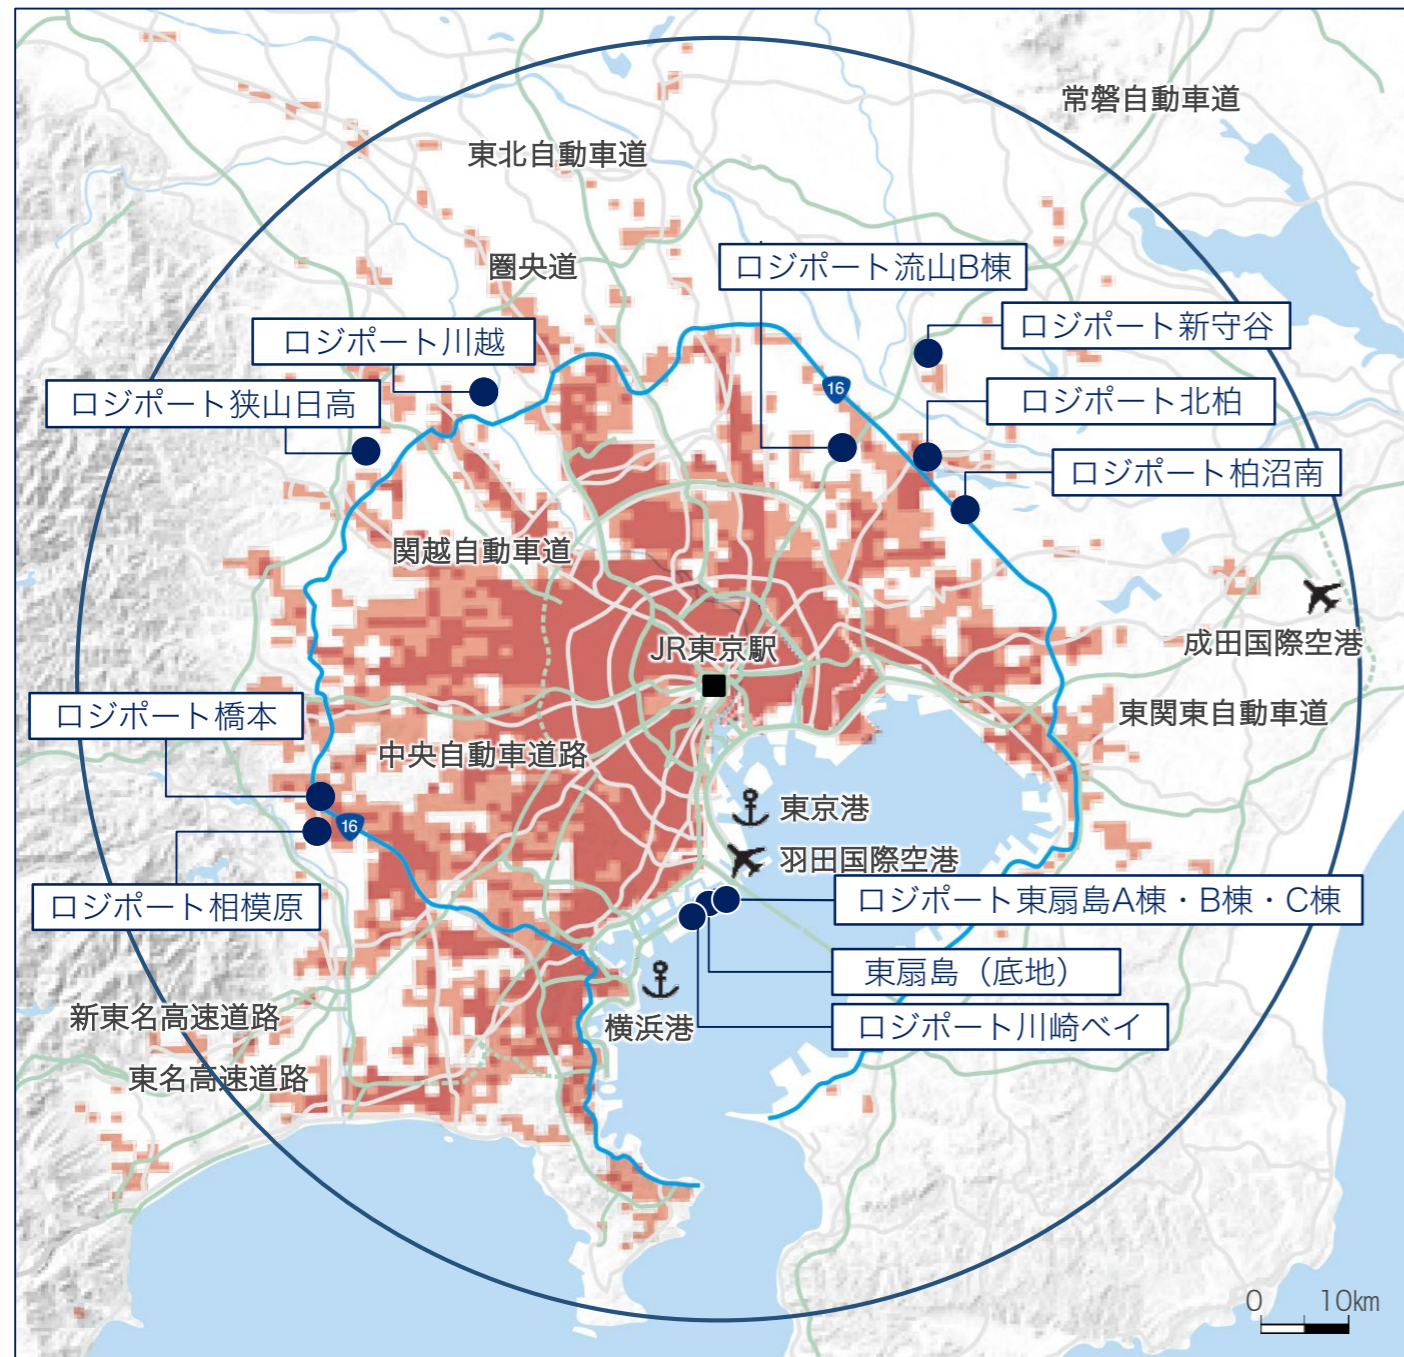 常磐自動車道
東北自動車道
圏央道
ロジポート流山B棟
ロジポート新守谷
ロジポート川越
ロジポート狭山日高
16
ロジポート北柏
ロジポート柏沼南
関越自動車道
JR東京駅
成田国際空港
ロジポート橋本
東関東自動車道
中央自動車道路
東京港
16
羽田国際空港
ロジポート相模原
ロジポート東扇島A棟・B棟・C棟
東扇島（底地）
新東名高速道路
横浜港
ロジポート川崎ベイ
東名高速道路
0 10km